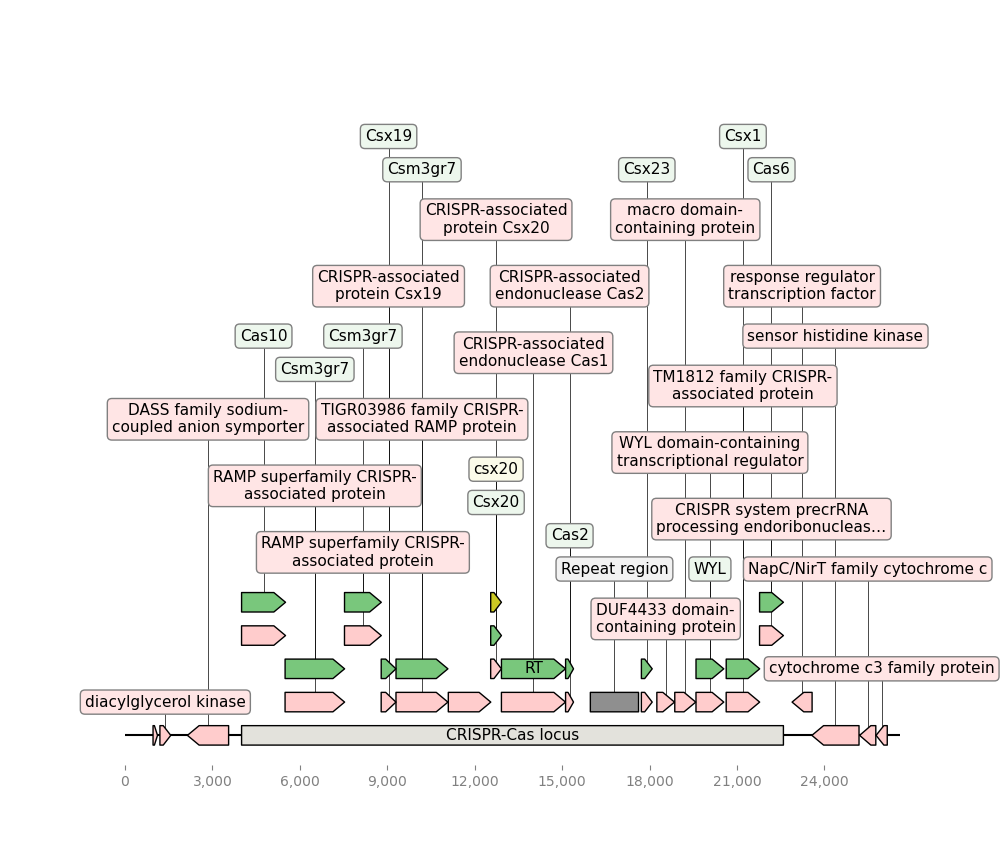 Csx19
Csx1
Csm3gr7
Csx23
Cas6
CRISPR-associated
protein Csx20
macro domain-
containing protein
CRISPR-associated
protein Csx19
CRISPR-associated
endonuclease Cas2
response regulator
transcription factor
Cas10
Csm3gr7
sensor histidine kinase
CRISPR-associated
endonuclease Cas1
Csm3gr7
TM1812 family CRISPR-
associated protein
DASS family sodium-
coupled anion symporter
TIGR03986 family CRISPR-
associated RAMP protein
WYL domain-containing
transcriptional regulator
csx20
RAMP superfamily CRISPR-
associated protein
Csx20
CRISPR system precrRNA
processing endoribonucleas...
Cas2
RAMP superfamily CRISPR-
associated protein
Repeat region
WYL
NapC/NirT family cytochrome c
DUF4433 domain-
containing protein
RT
cytochrome c3 family protein
diacylglycerol kinase
CRISPR-Cas locus
0
3,000
6,000
9,000
12,000
15,000
18,000
21,000
24,000